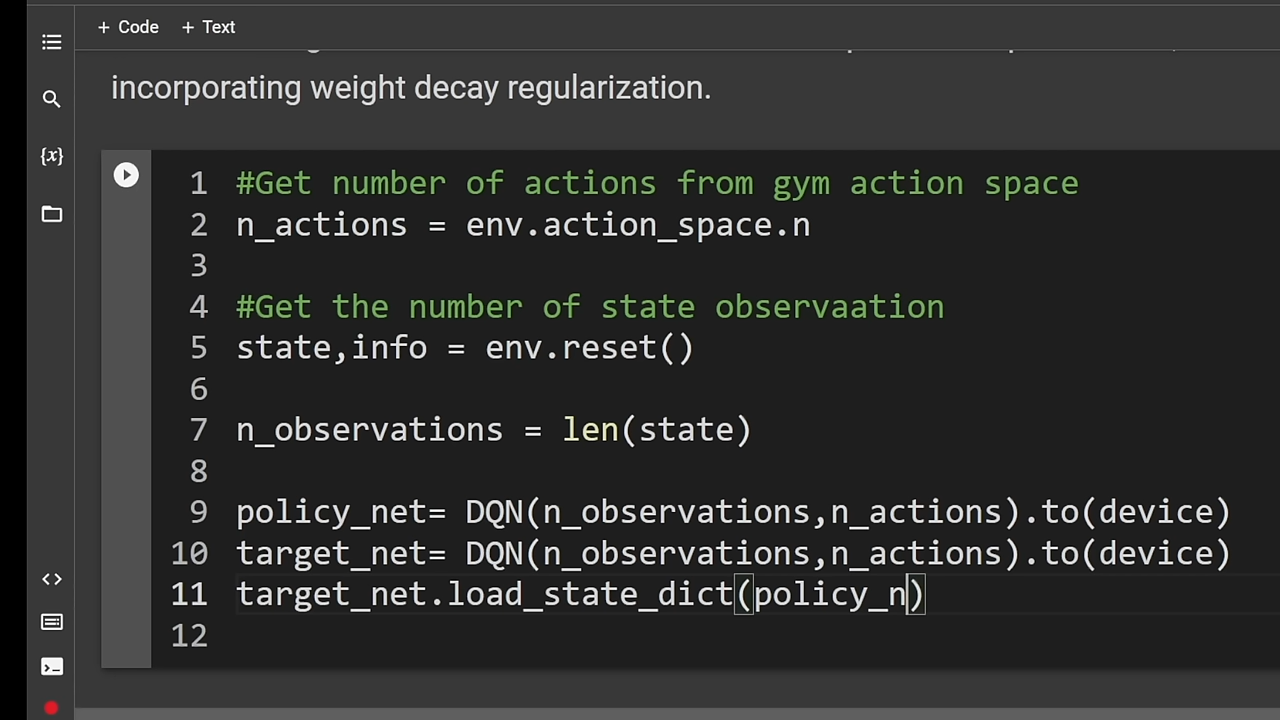 + Code + Text
incorporating weight decay regularization.
{x}
1 #Get number of actions from gym action space
2 n_actions = env.action_space.n
3
4 #Get the number of state observaation
5 state,info = env.reset()
6
7 n_observations = len(state)
8
9 policy_net= DQN(n_observations,n_actions).to(device)
10 target_net= DQN(n_observations,n_actions).to(device)
11 target_net.load_state_dict(policy_n)
12